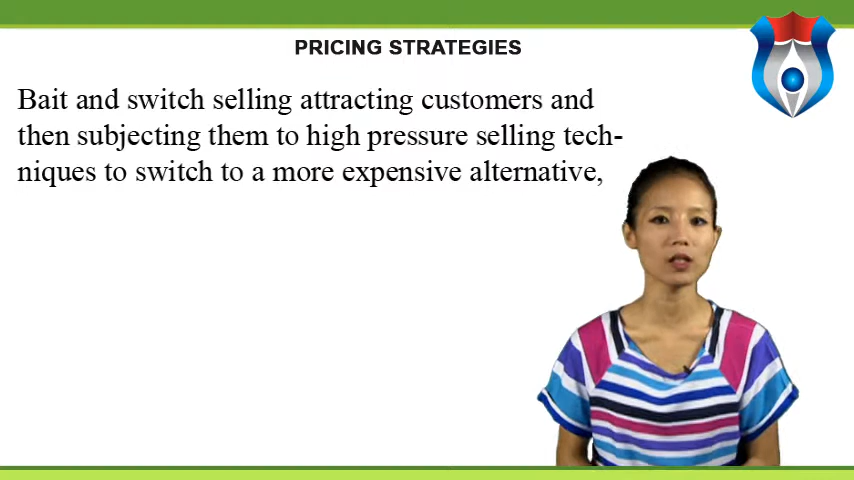 PRICING STRATEGIES
Bait and switch selling attracting customers and
then subjecting them to high pressure selling tech-
niques to switch to a more expensive alternative,